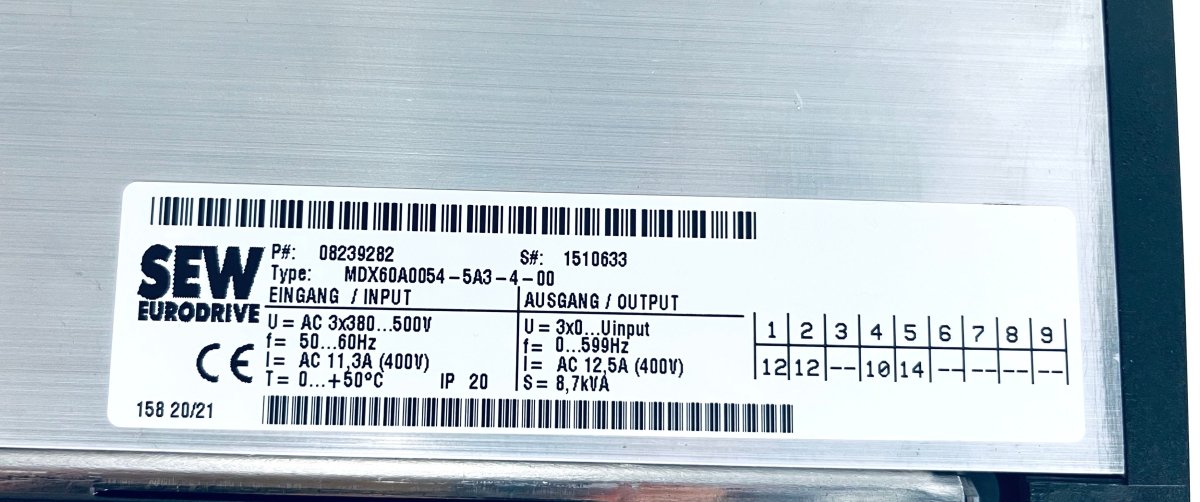 SEW
EURODRIVE
P#: 08239282 S#: 1510633
Type: MDX60A0054-5A3-4-00
EINGANG / INPUT
U = AC 3x380...500V
f= 50...60Hz
I= AC 11,3A (400V)
T= 0...+50°C IP 20
AUSGANG / OUTPUT
U = 3x0...Uinput
f= 0...599Hz
I= AC 12,5A (400V)
S= 8,7kVA
1 2 3 4 5 6 7 8 9
12 12 -- 10 14 -- -- -- --
CE
158 20/21